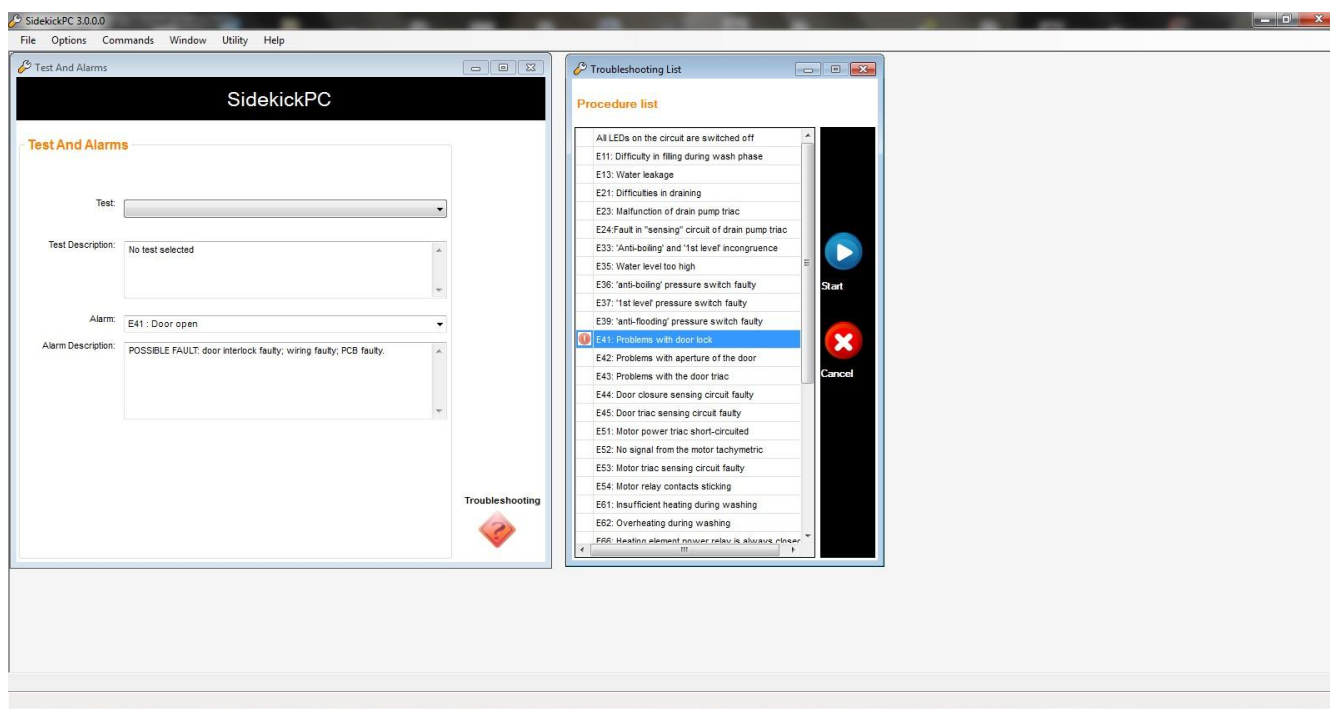 SidekickPC 3.0.0.0
File Options Commands Window Utility Help
Test And Alarms
SidekickPC
Test And Alarms
Test:
Test Description:
No test selected
Alarm:
E41 : Door open
Alarm Description:
POSSIBLE FAULT: door interlock faulty; wiring faulty; PCB faulty.
Troubleshooting
Troubleshooting List
Procedure list
All LEDs on the circuit are switched off
E11: Difficulty in filling during wash phase
E13: Water leakage
E21: Difficulties in draining
E23: Malfunction of drain pump triac
E24:Fault in "sensing" circuit of drain pump triac
E33: 'Anti-boiling' and '1st level' incongruence
E35: Water level too high
E36: 'anti-boiling' pressure switch faulty
E37: '1st level' pressure switch faulty
E39: 'anti-flooding' pressure switch faulty
E41: Problems with door lock
E42: Problems with aperture of the door
E43: Problems with the door triac
E44: Door closure sensing circuit faulty
E45: Door triac sensing circuit faulty
E51: Motor power triac short-circuited
E52: No signal from the motor tachymetric
E53: Motor triac sensing circuit faulty
E54: Motor relay contacts sticking
E61: Insufficient heating during washing
E62: Overheating during washing
E66: Heating element power relay is always closed
Start
Cancel